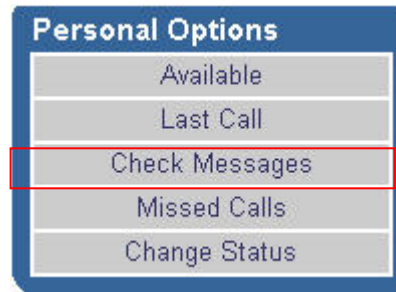 Personal Options
Available
Last Call
Check Messages
Missed Calls
Change Status